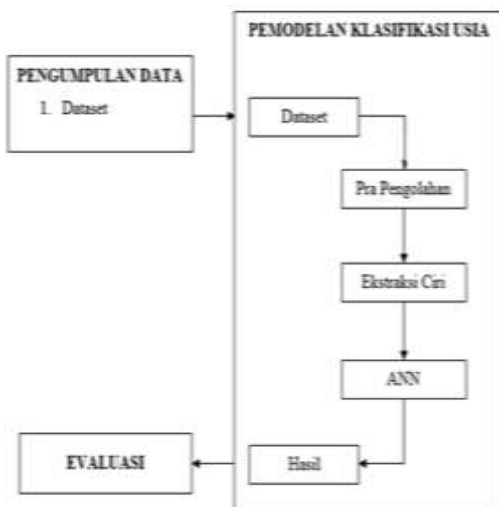 PENGUMPULAN DATA
1. Dataset
PEMODELAN KLASIFIKASI USIA
Dataset
Pra Pengolahan
Ekstraksi Ciri
ANN
Hasil
EVALUASI